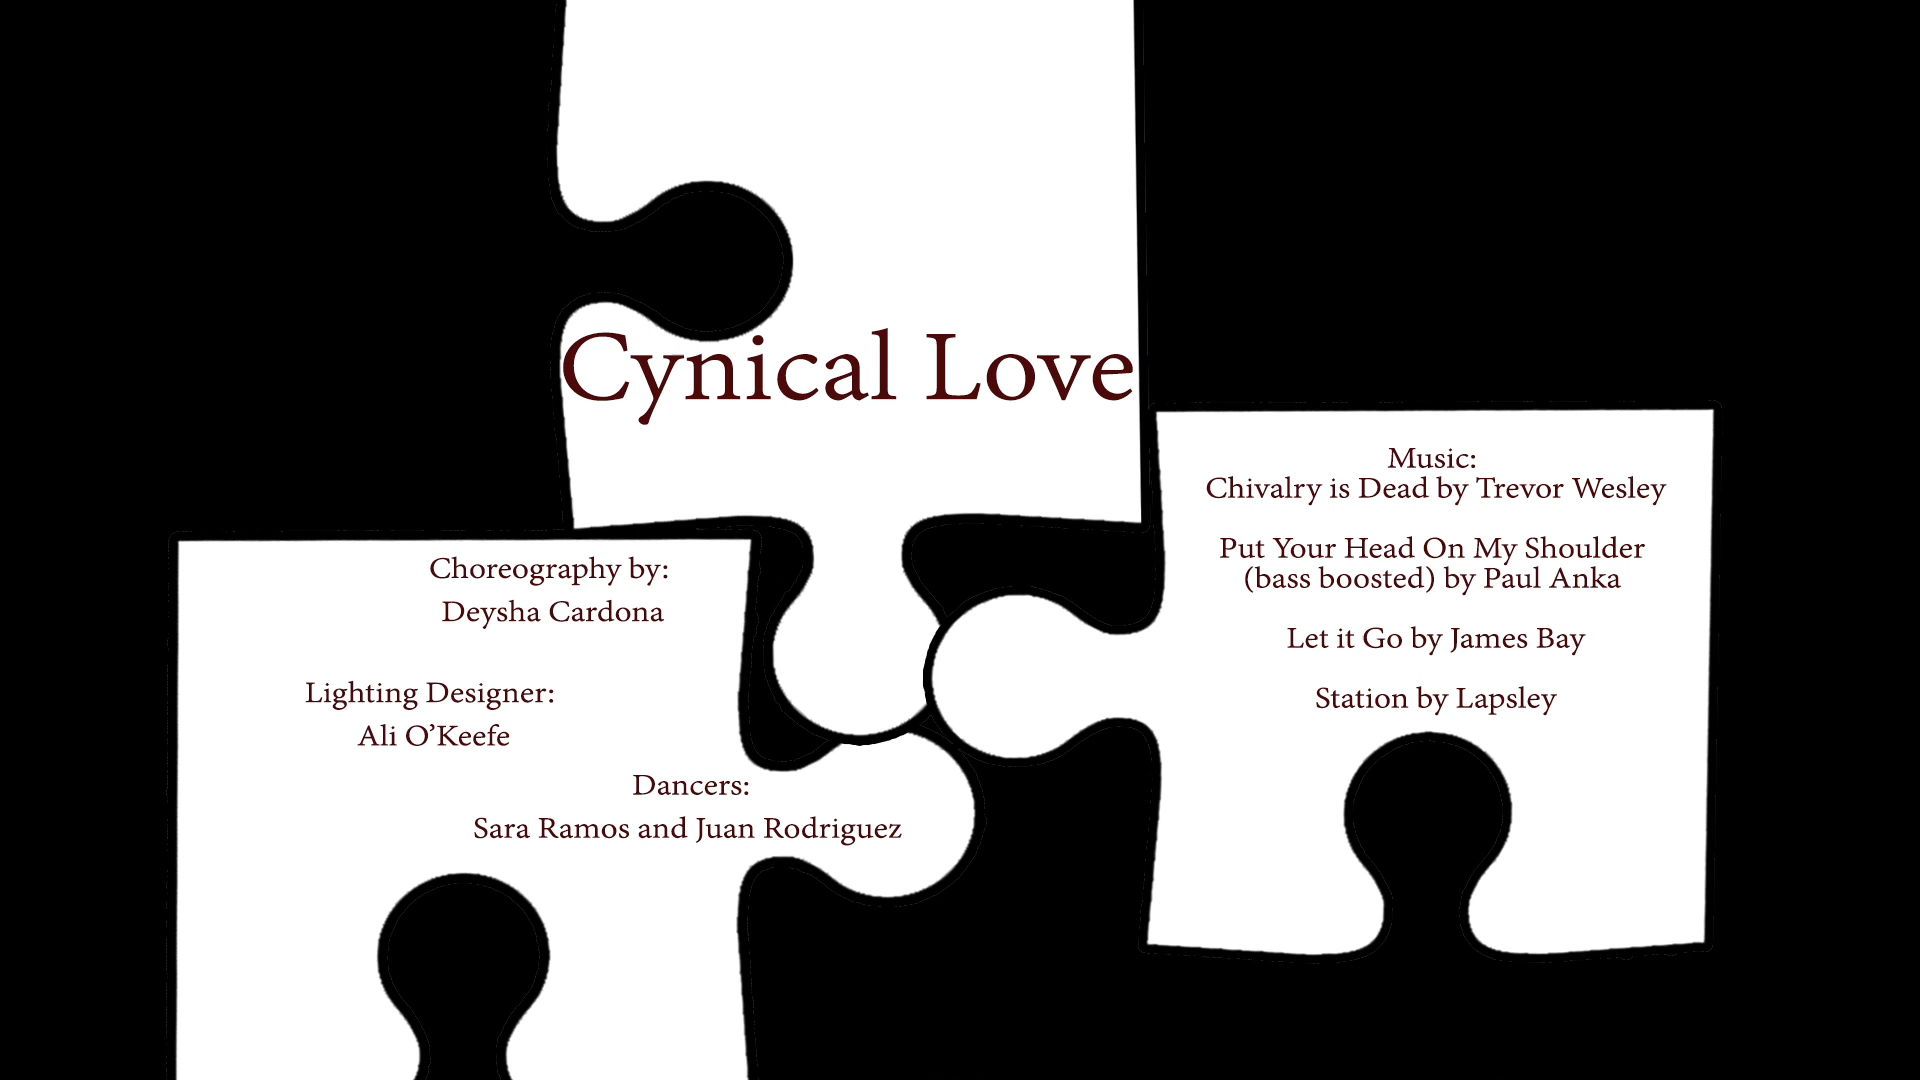 Cynical Love
Choreography by:
Deysha Cardona
Lighting Designer:
Ali O’Keefe
Dancers:
Sara Ramos and Juan Rodriguez
Music:
Chivalry is Dead by Trevor Wesley
Put Your Head On My Shoulder
(bass boosted) by Paul Anka
Let it Go by James Bay
Station by Lapsley